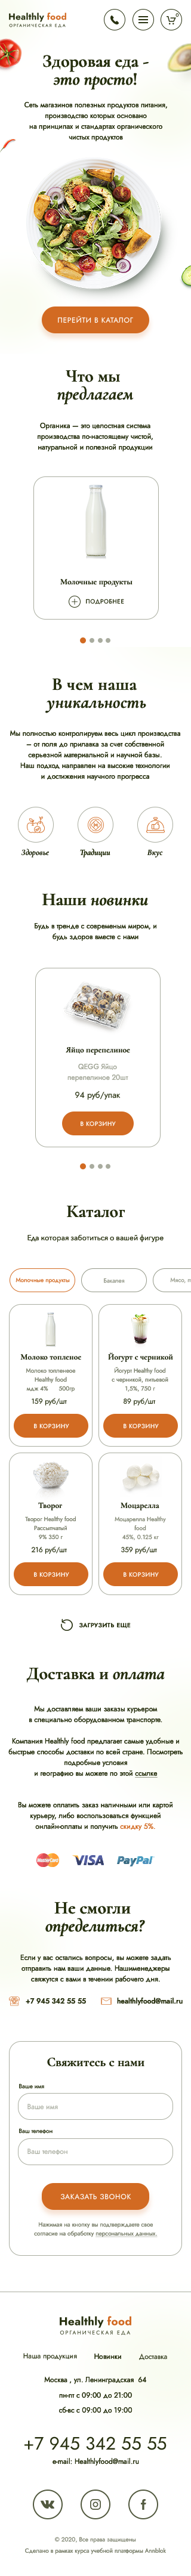 Healthly food
ОРГАНИЧЕСКАЯ ЕДА
Здоровая еда -
это просто!
Сеть магазинов полезных продуктов питания,
производство которых основано
на принципах и стандартах органического
чистых продуктов
ПЕРЕЙТИ В КАТАЛОГ
Что мы
предлагаем
Органика — это целостная система
производства по-настоящему чистой,
натуральной и полезной продукции
Молочные продукты
ПОДРОБНЕЕ
В чем наша
уникальность
Мы полностью контролируем весь цикл производства
– от поля до прилавка за счет собственной
серьезной материальной и научной базы.
Наш подход направлен на высокие технологии
и достижения научного прогресса
Здоровье
Традиции
Вкус
Наши новинки
Будь в тренде в современным миром, и
будь здоров вместе с нами
Яйцо перепелиное
QEGG Яйцо
перепелиное 20шт
94 руб/упак
В КОРЗИНУ
Каталог
Еда которая заботиться о вашей фигуре
Молочные продукты
Бакалея
Мясо, п
Молоко топленое
Молоко топленое
Healthy food
мдж 4% 500гр
159 руб/шт
В КОРЗИНУ
Йогурт с черникой
Йогурт Healthy food
с черникой, питьевой
1,5%, 750 г
89 руб/шт
В КОРЗИНУ
Творог
Творог Healthy food
Рассыпчатый
9% 350 г
216 руб/шт
В КОРЗИНУ
Моцарелла
Моцарелла Healthy
food
45%, 0.125 кг
359 руб/шт
В КОРЗИНУ
ЗАГРУЗИТЬ ЕЩЕ
Доставка и оплата
Мы доставляем ваши заказы курьером
в специально оборудованном транспорте.
Компания Healthly food предлагает самые удобные и
быстрые способы доставки по всей стране. Посмотреть
подробные условия
и географию вы можете по этой ссылке
Вы можете оплатить заказ наличными или картой
курьеру, либо воспользоваться функцией
онлайн-оплаты и получить скидку 5%.
MasterCard
VISA
PayPal
Не смогли
определиться?
Если у вас остались вопросы, вы можете задать
отправить нам ваши данные. Нашименеджеры
свяжутся с вами в течении рабочего дня.
+7 945 342 55 55
healthlyfood@mail.ru
Свяжитесь с нами
Ваше имя
Ваше имя
Ваш телефон
Ваш телефон
ЗАКАЗАТЬ ЗВОНОК
Нажимая на кнопку вы подтверждаете свое
согласие на обработку персональных данных.
Healthly food
ОРГАНИЧЕСКАЯ ЕДА
Наша продукция
Новинки
Доставка
Москва , ул. Ленинградская 64
пн-пт с 09:00 до 21:00
сб-вс с 09:00 до 19:00
+7 945 342 55 55
e-mail: Healthlyfood@mail.ru
© 2020, Все права защищены
Сделано в рамках курса учебной платформы Anniblok